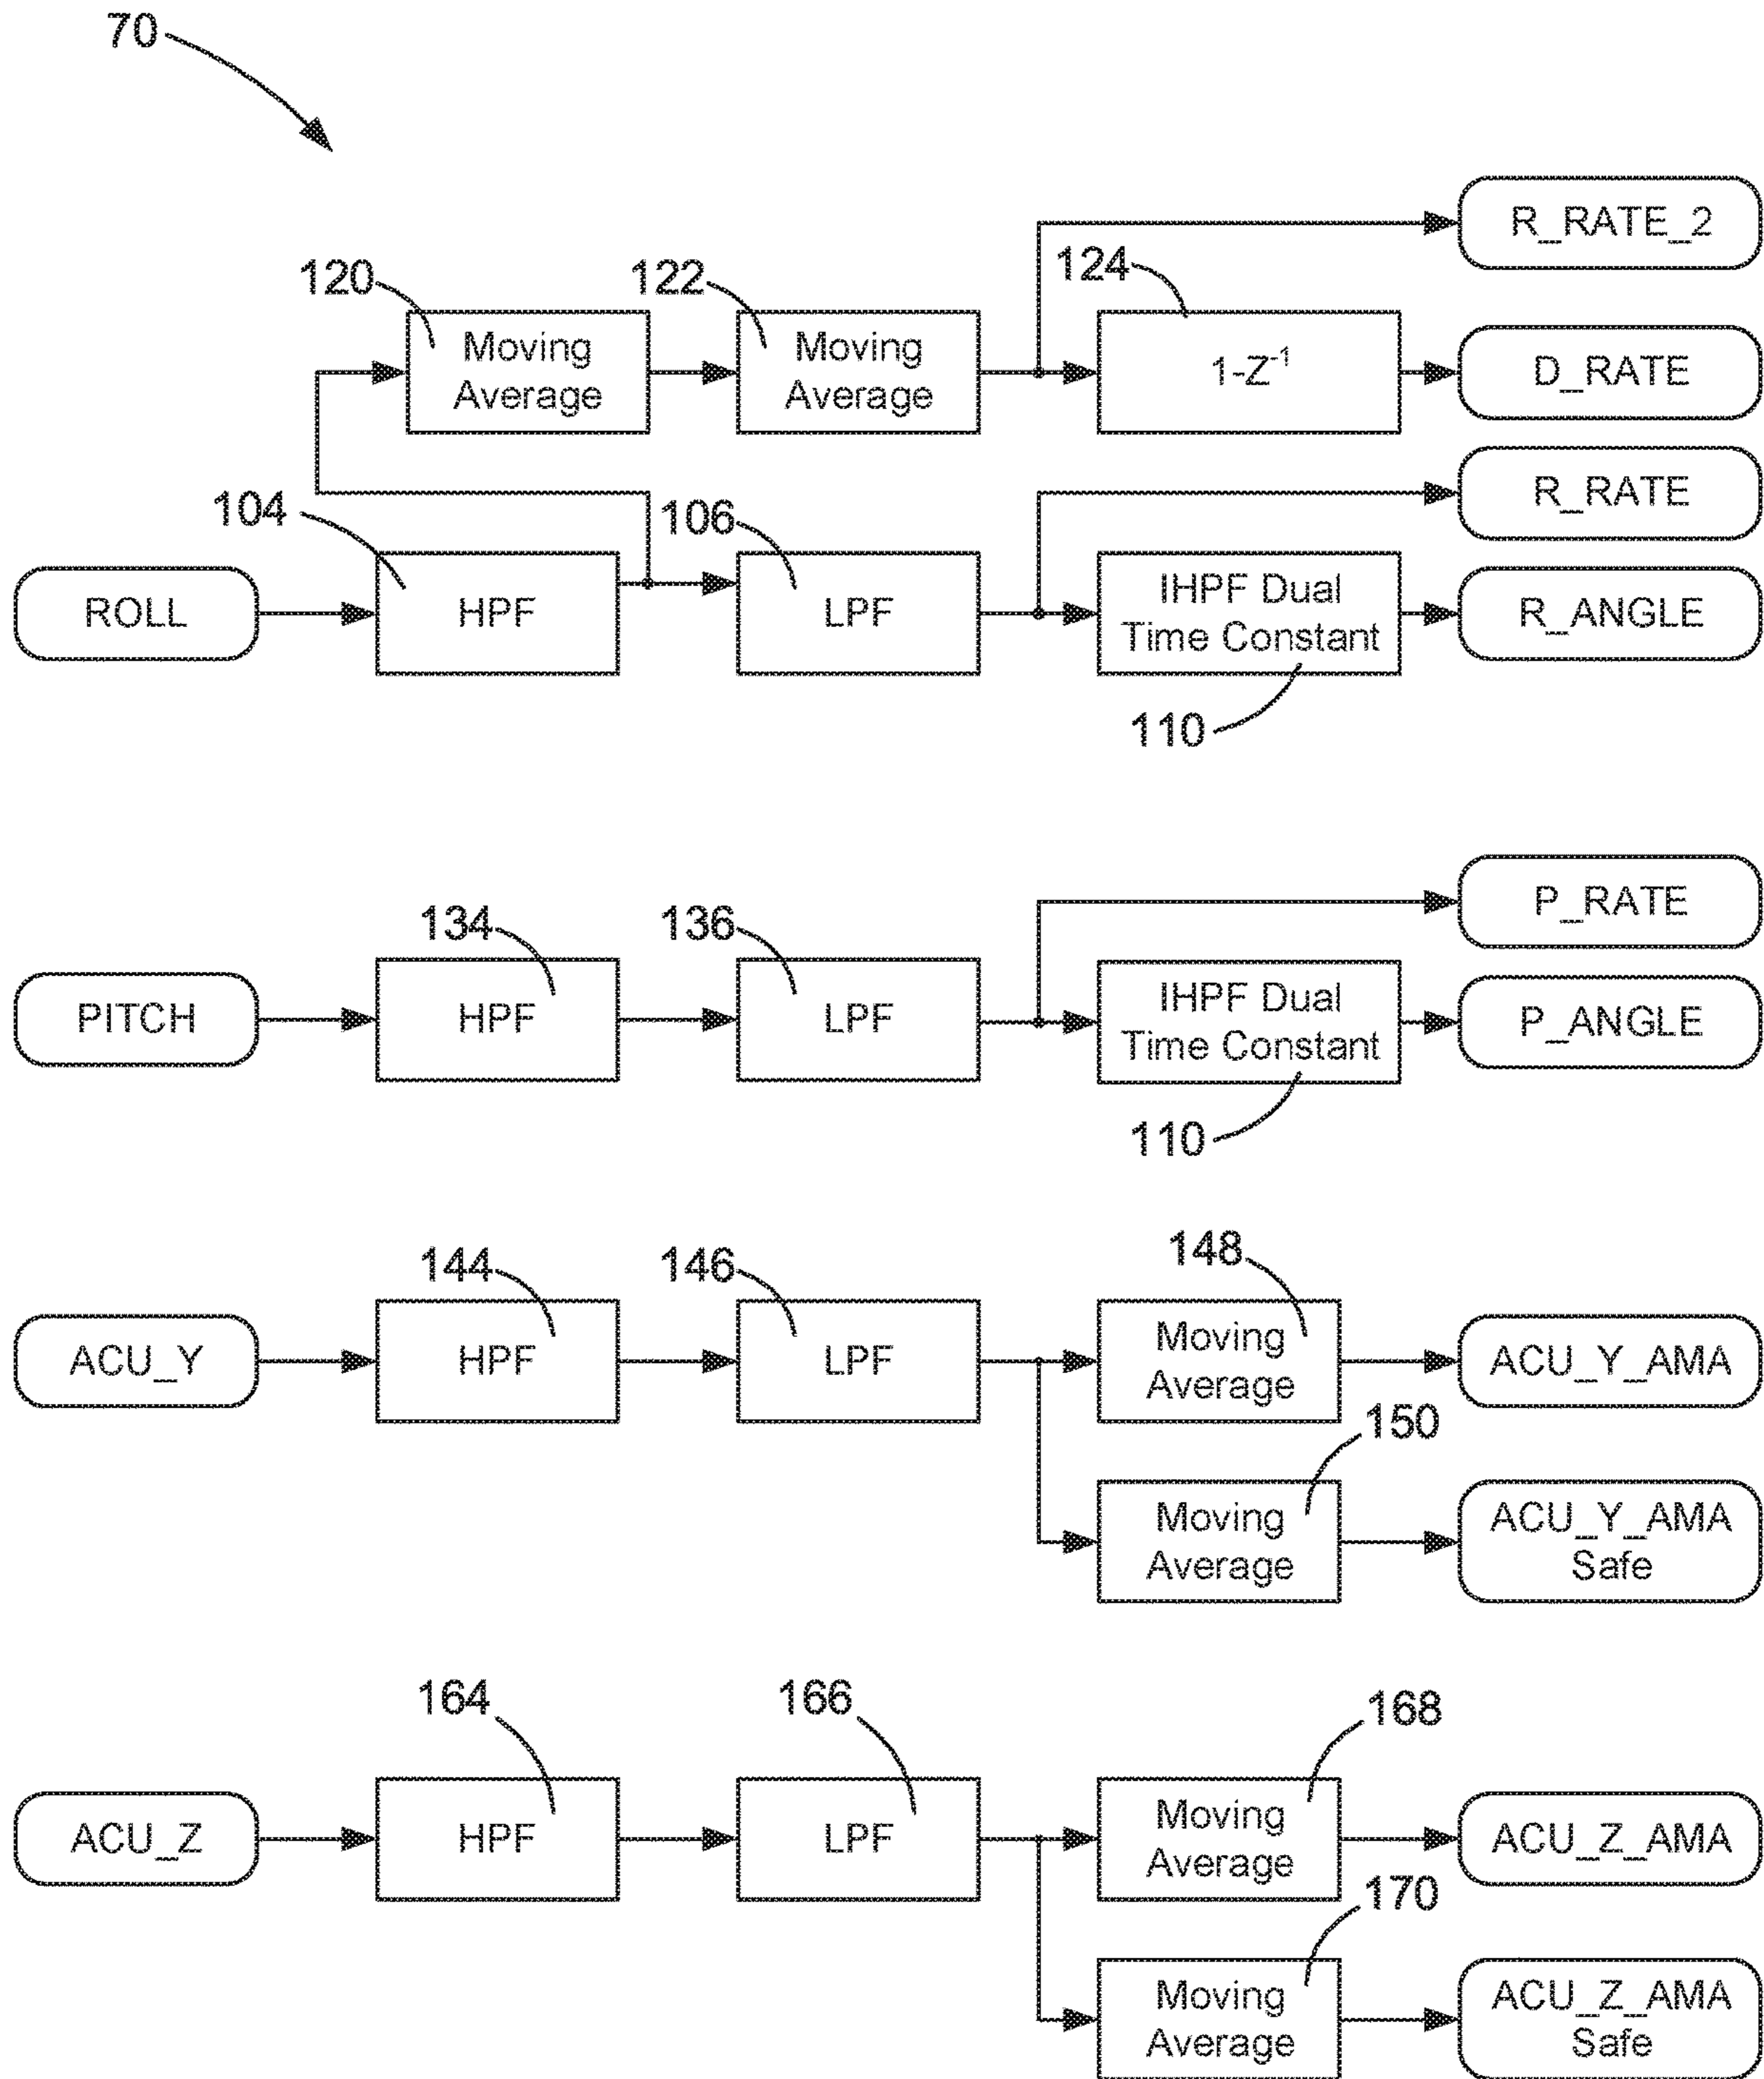 70
R_RATE_2
120
122
124
Moving
Average
Moving
Average
1-Z-1
D_RATE
R_RATE
104
106
ROLL
HPF
LPF
IHPF Dual
Time Constant
R_ANGLE
110
P_RATE
134
136
PITCH
HPF
LPF
IHPF Dual
Time Constant
P_ANGLE
110
144
146
148
ACU_Y
HPF
LPF
Moving
Average
ACU_Y_AMA
150
Moving
Average
ACU_Y_AMA
Safe
164
166
168
ACU_Z
HPF
LPF
Moving
Average
ACU_Z_AMA
170
Moving
Average
ACU_Z_AMA
Safe